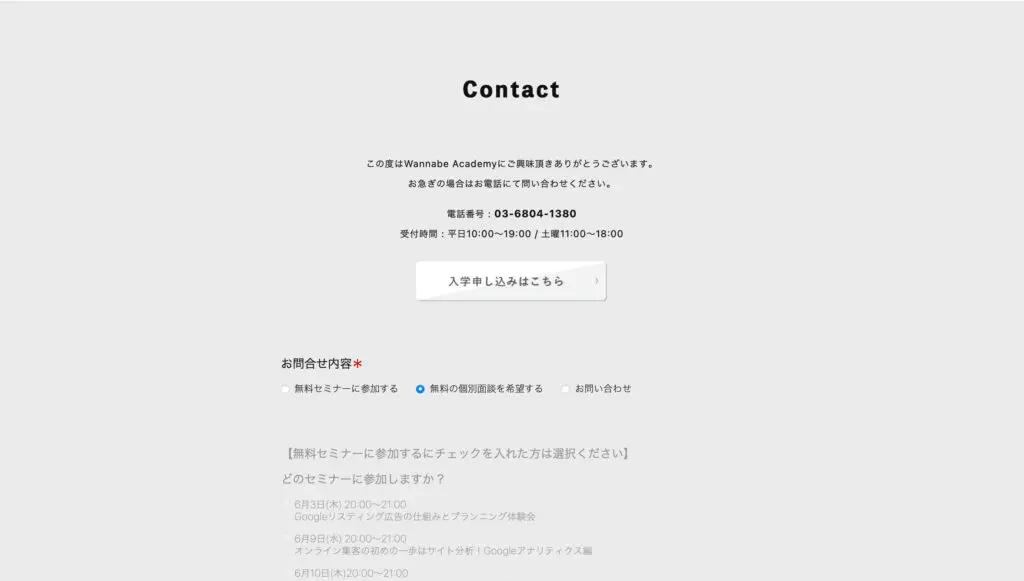 Contact
この度はWannabe Academyにご興味頂きありがとうございます。
お急ぎの場合はお電話にて問い合わせください。
電話番号：03-6804-1380
受付時間：平日10:00〜19:00 / 土曜11:00〜18:00
入学申し込みはこちら
お問合せ内容*
無料セミナーに参加する 無料の個別面談を希望する お問い合わせ
【無料セミナーに参加するにチェックを入れた方は選択ください】
どのセミナーに参加しますか？
6月3日(木) 20:00〜21:00
Googleリスティング広告の仕組みとプランニング体験会
6月9日(水) 20:00〜21:00
オンライン集客の初めの一歩はサイト分析！Googleアナリティクス編
6月10日(木)20:00〜21:00